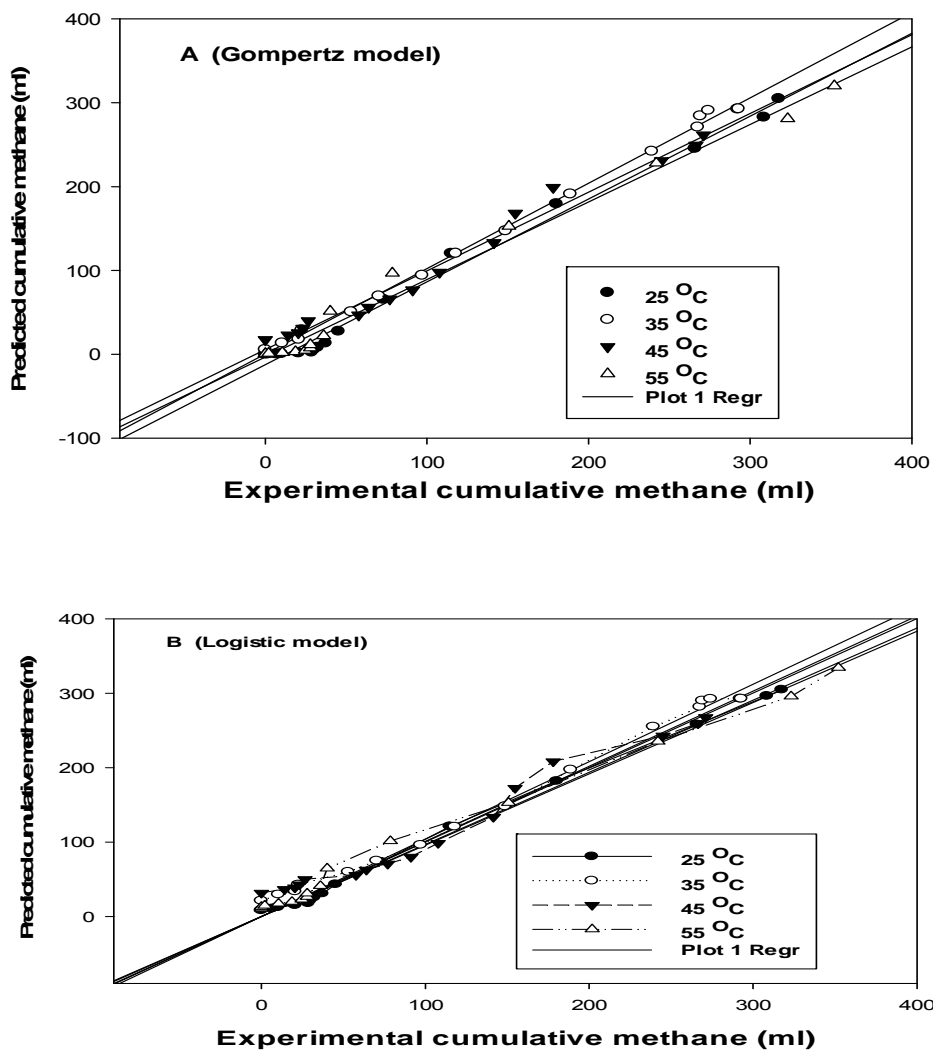 A (Gompertz model)
Predicted cumulative methane (ml)
400
300
200
100
0
-100
25 OC
35 OC
45 OC
55 OC
Plot 1 Regr
0 100 200 300 400
Experimental cumulative methane (ml)
B (Logistic model)
Predicted cumulative methane (ml)
400
300
200
100
0
25 OC
35 OC
45 OC
55 OC
Plot 1 Regr
0 100 200 300 400
Experimental cumulative methane (ml)